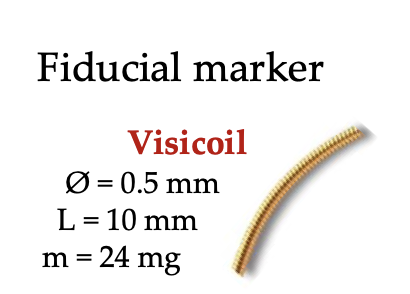 Fiducial marker
Visicoil
Ø = 0.5 mm
L = 10 mm
m = 24 mg